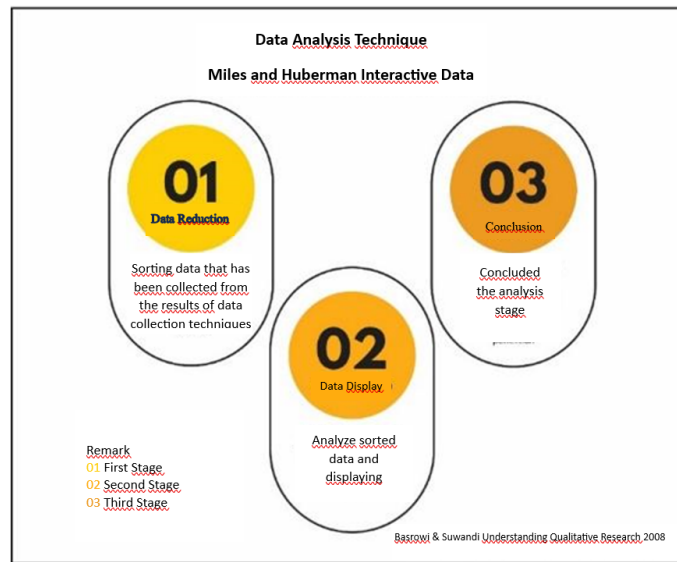 Data Analysis Technique
Miles and Huberman Interactive Data
01
Data Reduction
Sorting data that has
been collected from
the results of data
collection techniques
02
Data Display
Analyze sorted
data and
displaying
03
Conclusion
Concluded
the analysis
stage
Remark
01 First Stage
02 Second Stage
03 Third Stage
Basrowi & Suwandi Understanding Qualitative Research 2008